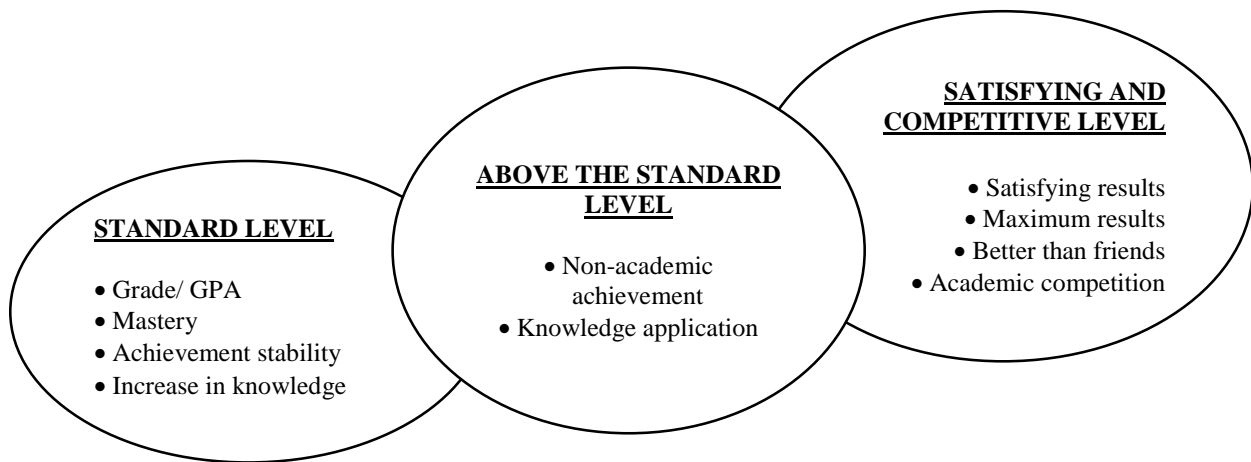 STANDARD LEVEL
• Grade/ GPA
• Mastery
• Achievement stability
• Increase in knowledge
ABOVE THE STANDARD
LEVEL
• Non-academic
achievement
• Knowledge application
SATISFYING AND
COMPETITIVE LEVEL
• Satisfying results
• Maximum results
• Better than friends
• Academic competition